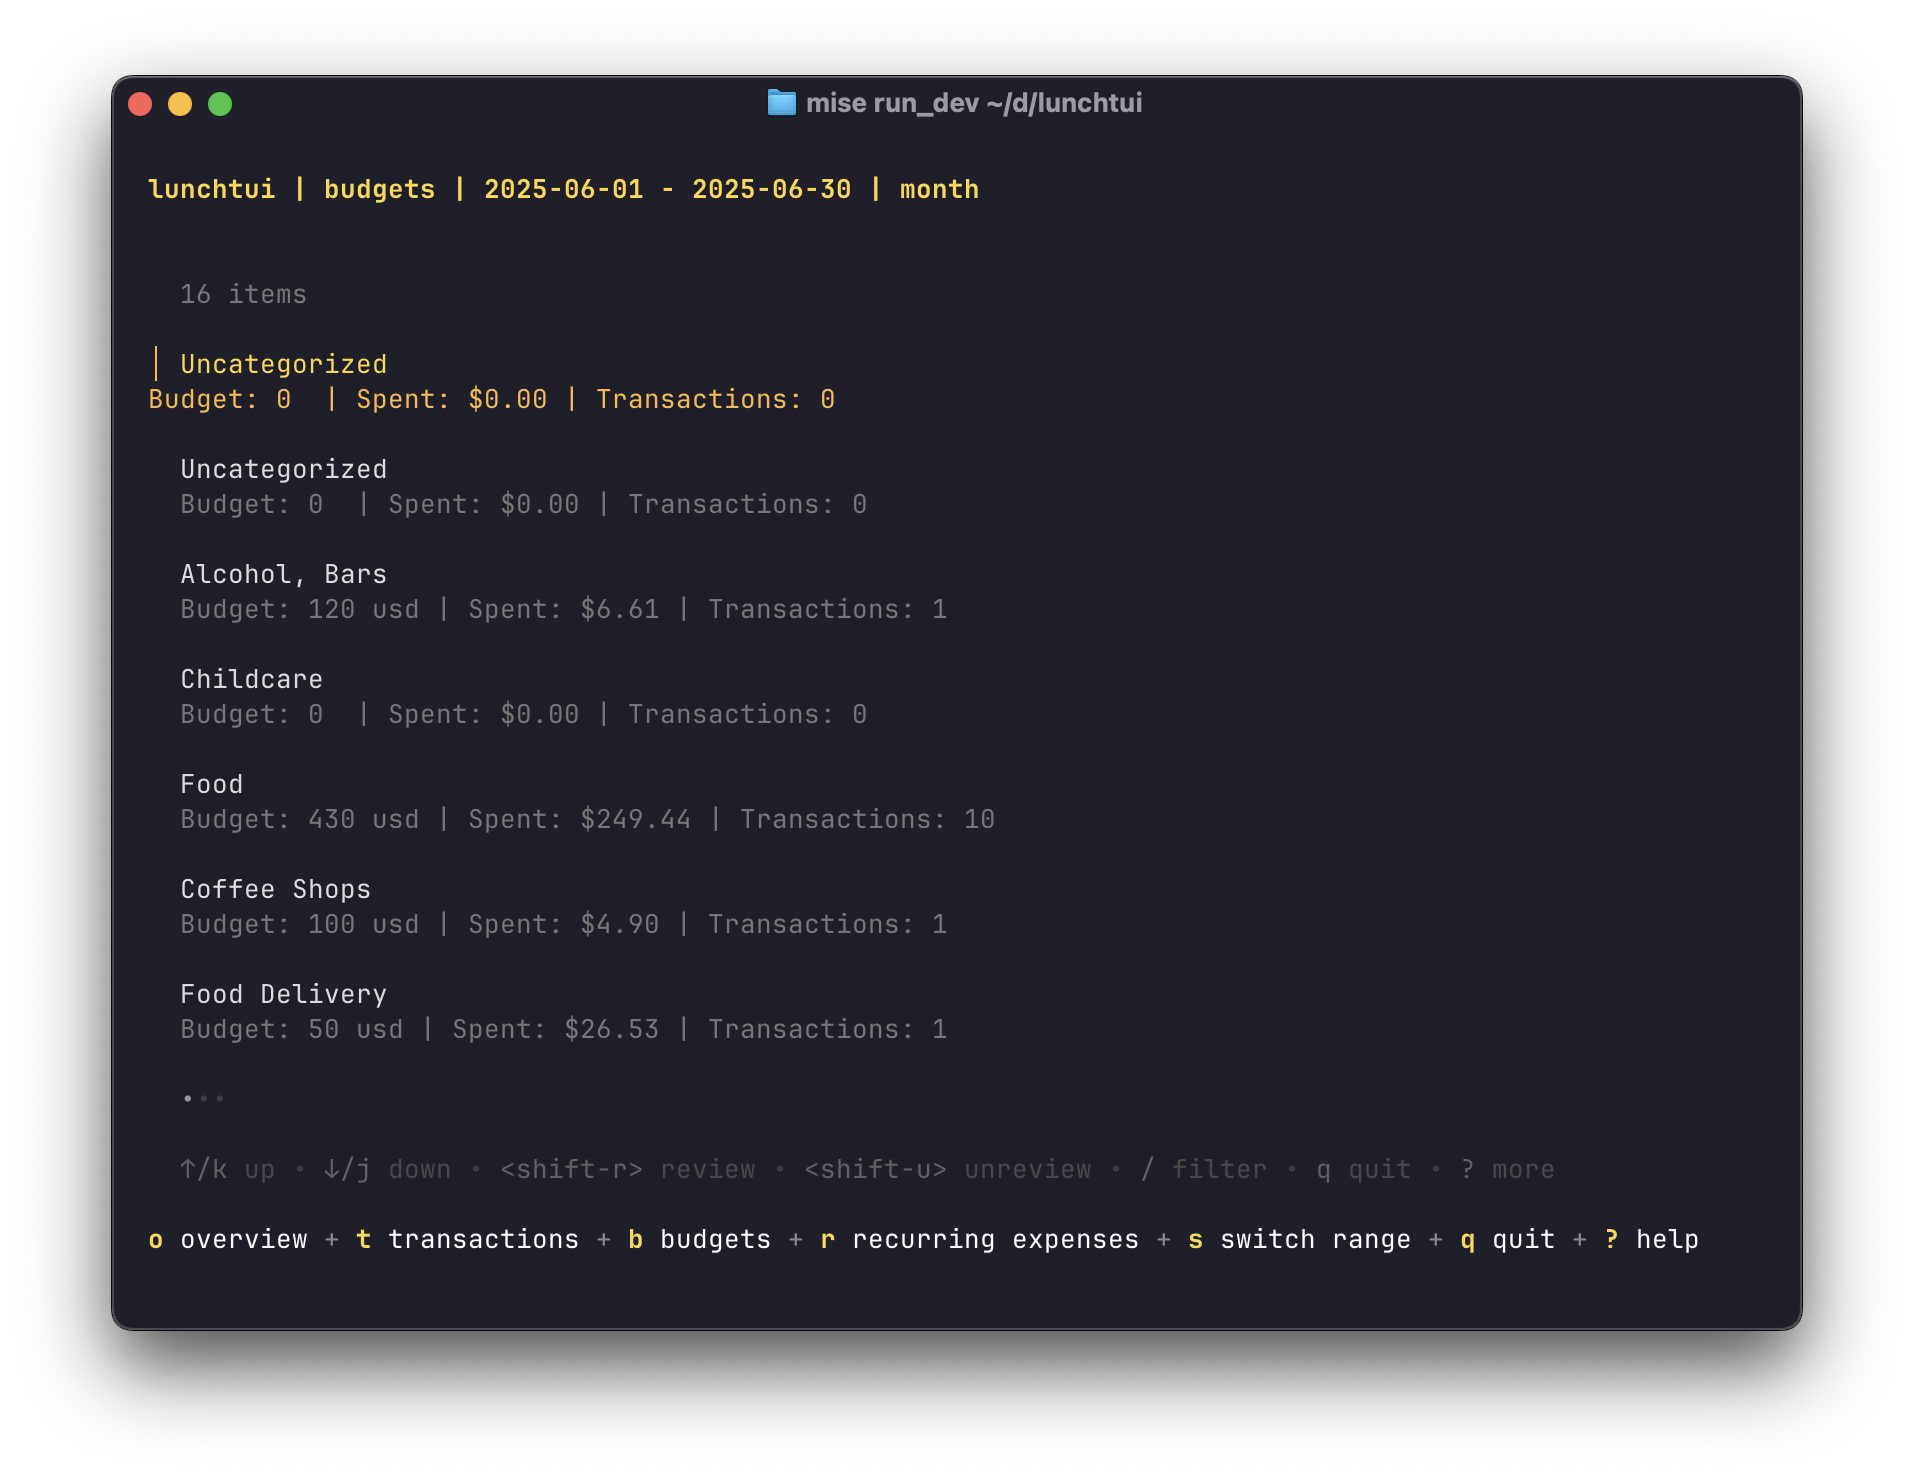 mise run_dev ~/d/lunchtui
lunchtui | budgets | 2025-06-01 - 2025-06-30 | month
16 items
│ Uncategorized
Budget: 0  | Spent: $0.00 | Transactions: 0
Uncategorized
Budget: 0  | Spent: $0.00 | Transactions: 0
Alcohol, Bars
Budget: 120 usd | Spent: $6.61 | Transactions: 1
Childcare
Budget: 0  | Spent: $0.00 | Transactions: 0
Food
Budget: 430 usd | Spent: $249.44 | Transactions: 10
Coffee Shops
Budget: 100 usd | Spent: $4.90 | Transactions: 1
Food Delivery
Budget: 50 usd | Spent: $26.53 | Transactions: 1
•••
↑/k up • ↓/j down • <shift-r> review • <shift-u> unreview • / filter • q quit • ? more
o overview + t transactions + b budgets + r recurring expenses + s switch range + q quit + ? help